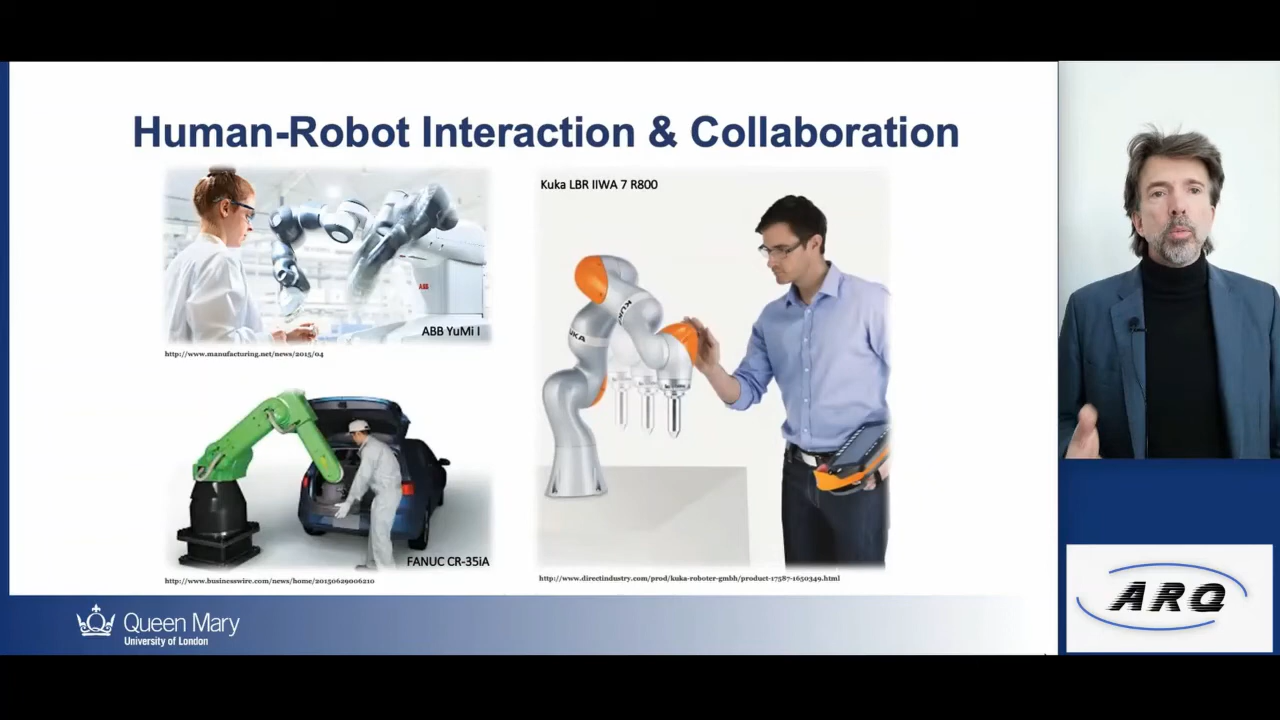 Human-Robot Interaction & Collaboration
ABB
ABB YuMi I
http://www.manufacturing.net/news/2015/04
FANUC CR-35iA
http://www.businesswire.com/news/home/20150629006210
Kuka LBR IIWA 7 R800
KUKA
http://www.directindustry.com/prod/kuka-roboter-gmbh/product-17587-1650349.html
Queen Mary
University of London
ARQ